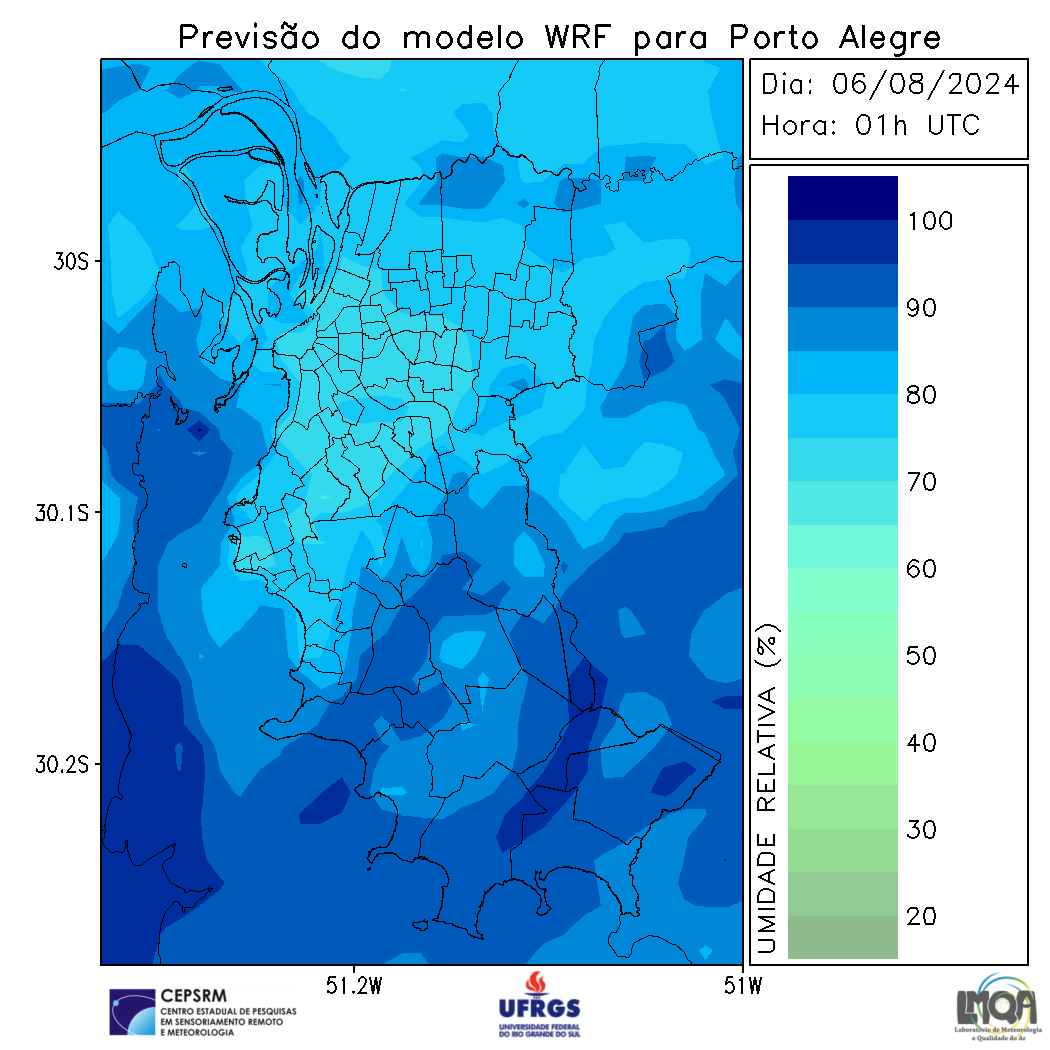 Previsão do modelo WRF para Porto Alegre
Dia: 06/08/2024
Hora: 01h UTC
100
90
80
70
60
50
40
30
20
UMIDADE RELATIVA (%)
30S
30.1S
30.2S
51.2W
51W
CEPSRM
CENTRO ESTADUAL DE PESQUISAS
EM SENSORIAMENTO REMOTO
E METEOROLOGIA
UFRGS
UNIVERSIDADE FEDERAL
DO RIO GRANDE DO SUL
LMQA
Laboratório de Meteorologia
e Qualidade do Ar